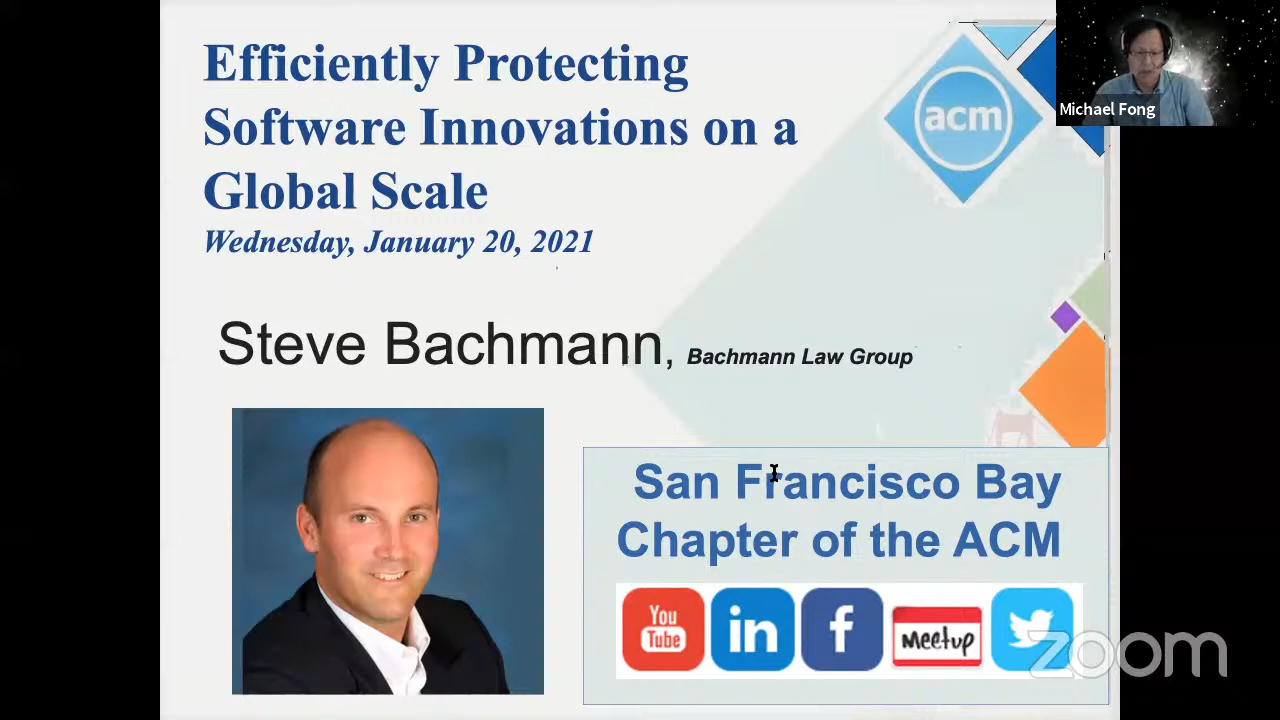 Efficiently Protecting
Software Innovations on a
Global Scale
Wednesday, January 20, 2021
acm
Michael Fong
Steve Bachmann, Bachmann Law Group
San Francisco Bay
Chapter of the ACM
You
Tube
in
f
Meetup
zoom